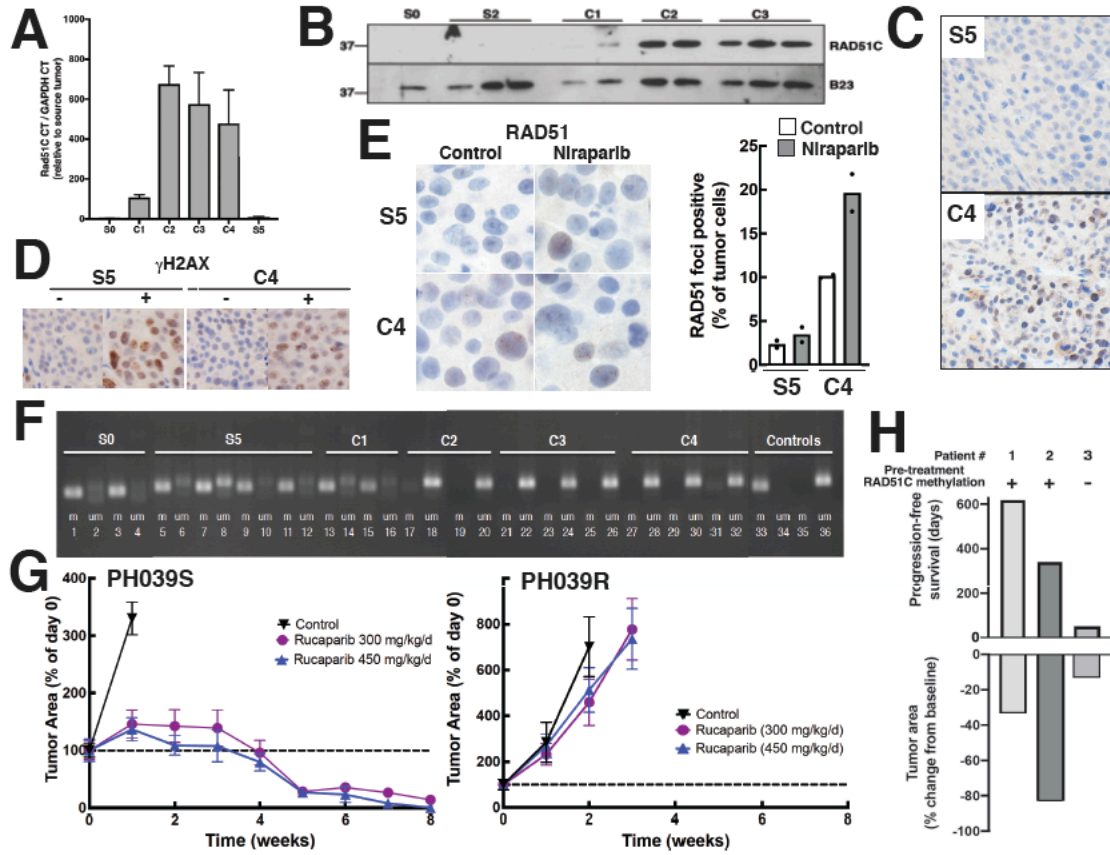 A
Rad51C CT / GAPDH CT
(relative to source tumor)
1000
800
600
400
200
0
S0 C1 C2 C3 C4 S5
B
S0 S2 C1 C2 C3
37
RAD51C
37
B23
C
S5
C4
D
γH2AX
S5 C4
- + - +
E
RAD51
Control Niraparib
S5
C4
Control
Niraparib
RAD51 foci positive
(% of tumor cells)
25
20
15
10
5
0
S5 C4
F
S0 S5 C1 C2 C3 C4 Controls
m um m um m um m um m um m um m um m um m um m um m um m um m um m um m um m um m um m um
1 2 3 4 5 6 7 8 9 10 11 12 13 14 15 16 17 18 19 20 21 22 23 24 25 26 27 28 29 30 31 32 33 34 35 36
G
PH039S
Tumor Area (% of day 0)
400
300
200
100
0
0 2 4 6 8
Time (weeks)
Control
Rucaparib 300 mg/kg/d
Rucaparib 450 mg/kg/d
PH039R
Tumor Area (% of day 0)
800
600
400
200
0
0 2 4 6 8
Time (weeks)
Control
Rucaparib (300 mg/kg/d)
Rucaparib (450 mg/kg/d)
H
Patient # 1 2 3
Pre-treatment
RAD51C methylation + + -
Progression-free
survival (days)
600
400
200
0
Tumor area
(% change from baseline)
0
-20
-40
-60
-80
-100